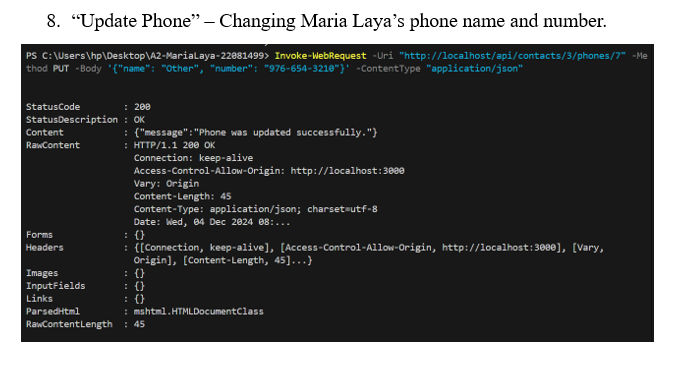 8. “Update Phone” – Changing Maria Laya’s phone name and number.
PS C:\Users\hp\Desktop\A2-MariaLaya-22081499> Invoke-WebRequest -Uri "http://localhost/api/contacts/3/phones/7" -Me
thod PUT -Body '{"name": "Other", "number": "976-654-3210"}' -ContentType "application/json"
StatusCode : 200
StatusDescription : OK
Content : {"message":"Phone was updated successfully."}
RawContent : HTTP/1.1 200 OK
Connection: keep-alive
Access-Control-Allow-Origin: http://localhost:3000
Vary: Origin
Content-Length: 45
Content-Type: application/json; charset=utf-8
Date: Wed, 04 Dec 2024 08:...
Forms : {}
Headers : {[Connection, keep-alive], [Access-Control-Allow-Origin, http://localhost:3000], [Vary,
Origin], [Content-Length, 45]...}
Images : {}
InputFields : {}
Links : {}
ParsedHtml : mshtml.HTMLDocumentClass
RawContentLength : 45